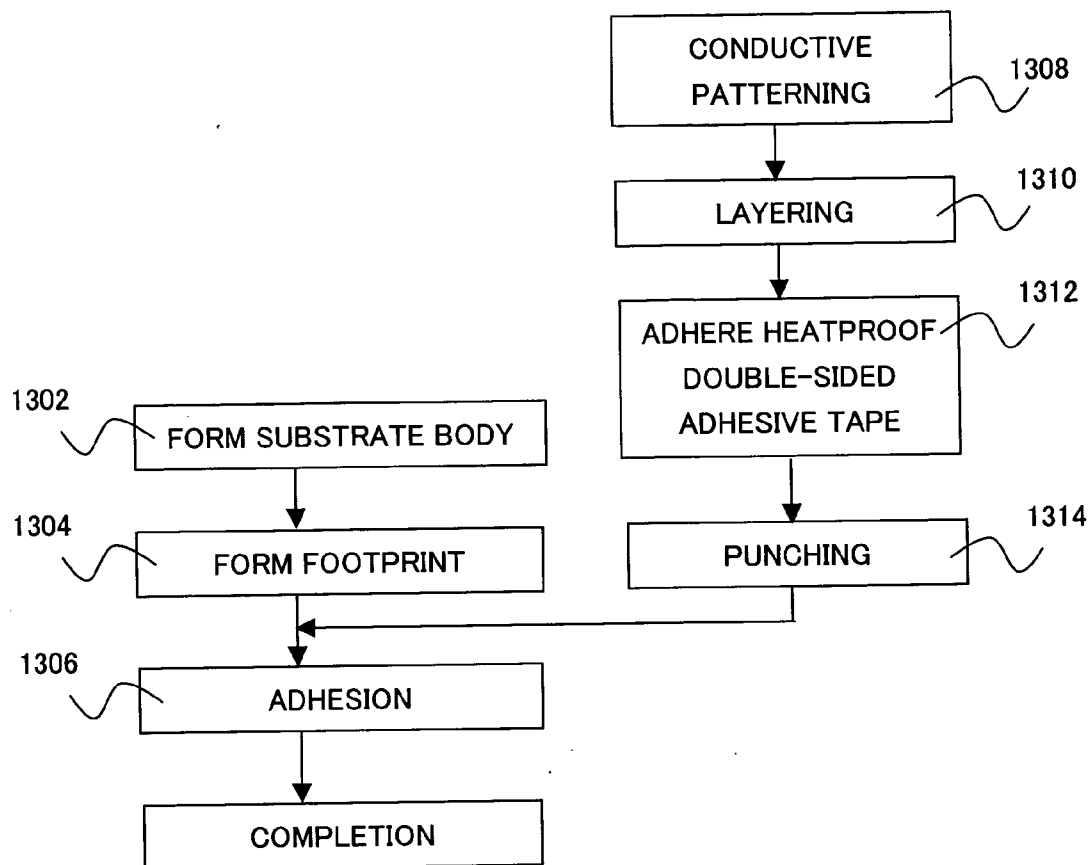 CONDUCTIVE
PATTERNING
1308
LAYERING
1310
ADHERE HEATPROOF
DOUBLE-SIDED
ADHESIVE TAPE
1312
1302
FORM SUBSTRATE BODY
1304
FORM FOOTPRINT
PUNCHING
1314
1306
ADHESION
COMPLETION